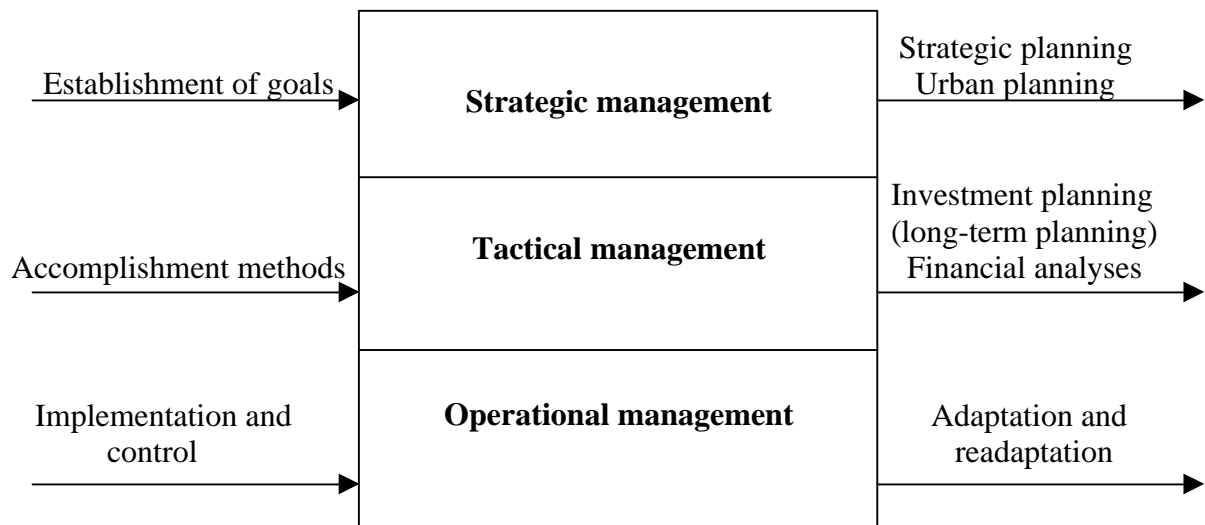 Establishment of goals
Strategic management
Strategic planning
Urban planning
Accomplishment methods
Tactical management
Investment planning
(long-term planning)
Financial analyses
Implementation and
control
Operational management
Adaptation and
readaptation